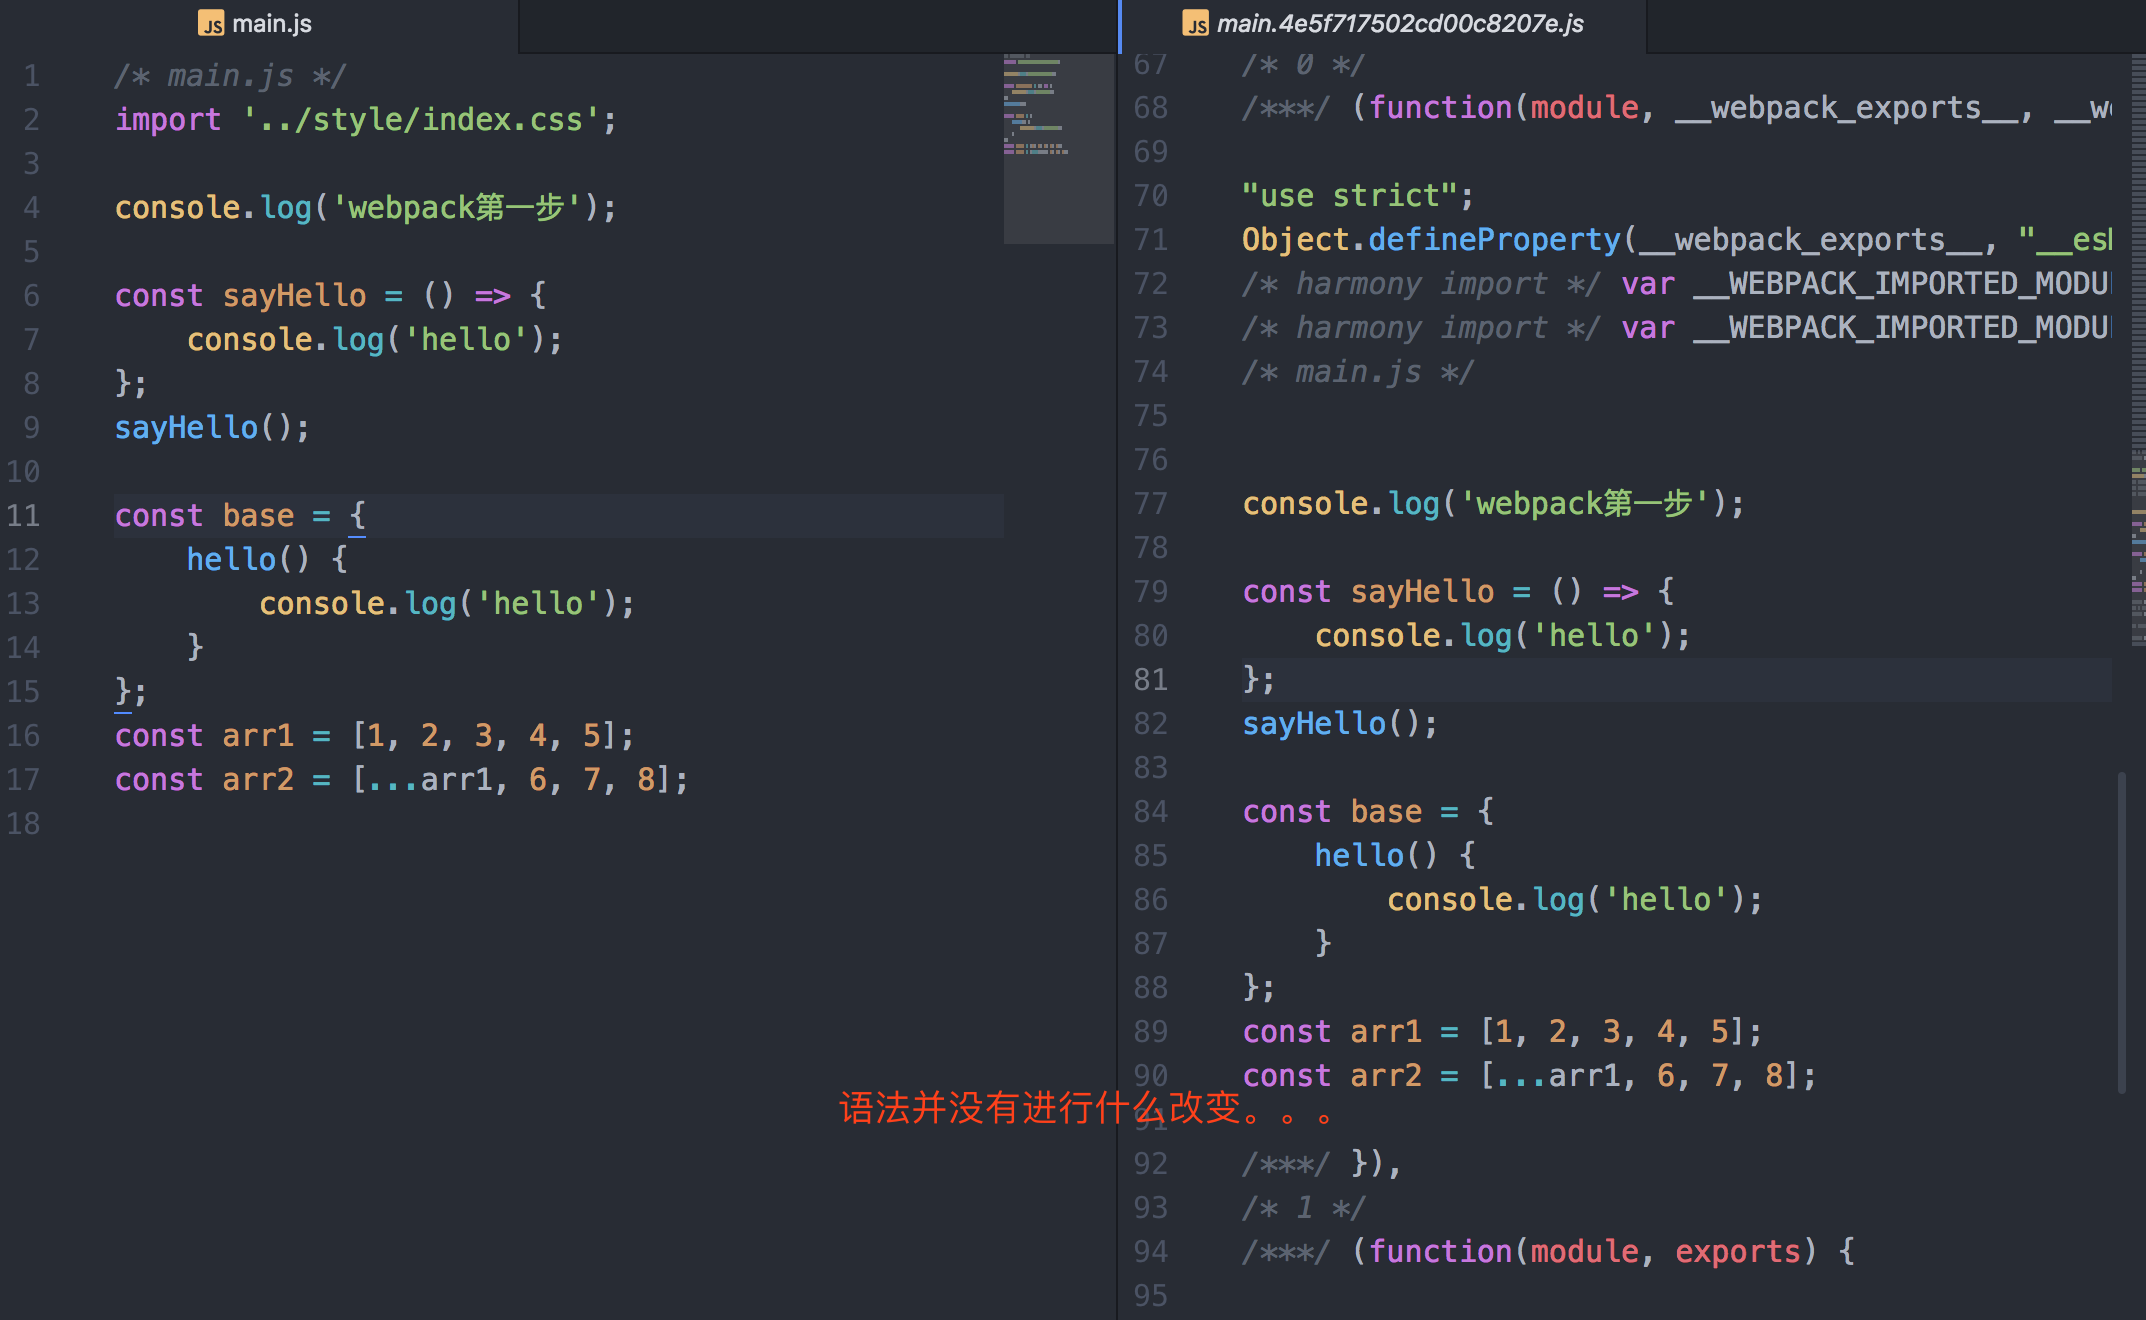 JS main.js
1 /* main.js */
2 import '../style/index.css';
3
4 console.log('webpack第一步');
5
6 const sayHello = () => {
7 console.log('hello');
8 };
9 sayHello();
10
11 const base = {
12 hello() {
13 console.log('hello');
14 }
15 };
16 const arr1 = [1, 2, 3, 4, 5];
17 const arr2 = [...arr1, 6, 7, 8];
18
JS main.4e5f717502cd00c8207e.js
67 /* 0 */
68 /***/ (function(module, __webpack_exports__, __we
69
70 "use strict";
71 Object.defineProperty(__webpack_exports__, "__es
72 /* harmony import */ var __WEBPACK_IMPORTED_MODU
73 /* harmony import */ var __WEBPACK_IMPORTED_MODU
74 /* main.js */
75
76
77 console.log('webpack第一步');
78
79 const sayHello = () => {
80 console.log('hello');
81 };
82 sayHello();
83
84 const base = {
85 hello() {
86 console.log('hello');
87 }
88 };
89 const arr1 = [1, 2, 3, 4, 5];
90 const arr2 = [...arr1, 6, 7, 8];
91
92 /***/ }),
93 /* 1 */
94 /***/ (function(module, exports) {
95
语法并没有进行什么改变。。。